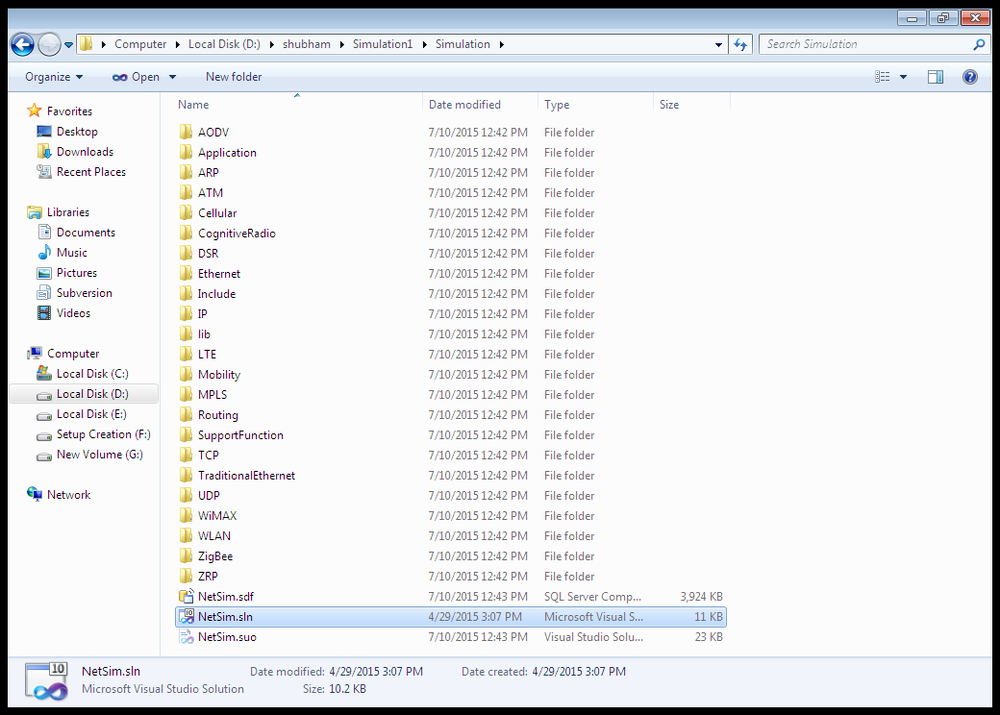 Computer Local Disk (D:) shubham Simulation1 Simulation Search Simulation
Organize Open New folder
Favorites
Desktop
Downloads
Recent Places
Libraries
Documents
Music
Pictures
Subversion
Videos
Computer
Local Disk (C:)
Local Disk (D:)
Local Disk (E:)
Setup Creation (F:)
New Volume (G:)
Network
Name Date modified Type Size
AODV 7/10/2015 12:42 PM File folder
Application 7/10/2015 12:42 PM File folder
ARP 7/10/2015 12:42 PM File folder
ATM 7/10/2015 12:42 PM File folder
Cellular 7/10/2015 12:42 PM File folder
CognitiveRadio 7/10/2015 12:42 PM File folder
DSR 7/10/2015 12:42 PM File folder
Ethernet 7/10/2015 12:42 PM File folder
Include 7/10/2015 12:42 PM File folder
IP 7/10/2015 12:42 PM File folder
lib 7/10/2015 12:42 PM File folder
LTE 7/10/2015 12:42 PM File folder
Mobility 7/10/2015 12:42 PM File folder
MPLS 7/10/2015 12:42 PM File folder
Routing 7/10/2015 12:42 PM File folder
SupportFunction 7/10/2015 12:42 PM File folder
TCP 7/10/2015 12:42 PM File folder
TraditionalEthernet 7/10/2015 12:42 PM File folder
UDP 7/10/2015 12:42 PM File folder
WiMAX 7/10/2015 12:42 PM File folder
WLAN 7/10/2015 12:42 PM File folder
ZigBee 7/10/2015 12:42 PM File folder
ZRP 7/10/2015 12:42 PM File folder
NetSim.sdf 7/10/2015 12:43 PM SQL Server Comp... 3,924 KB
NetSim.sln 4/29/2015 3:07 PM Microsoft Visual S... 11 KB
NetSim.suo 7/10/2015 12:43 PM Visual Studio Solu... 23 KB
10 NetSim.sln Date modified: 4/29/2015 3:07 PM Date created: 4/29/2015 3:07 PM
Microsoft Visual Studio Solution Size: 10.2 KB